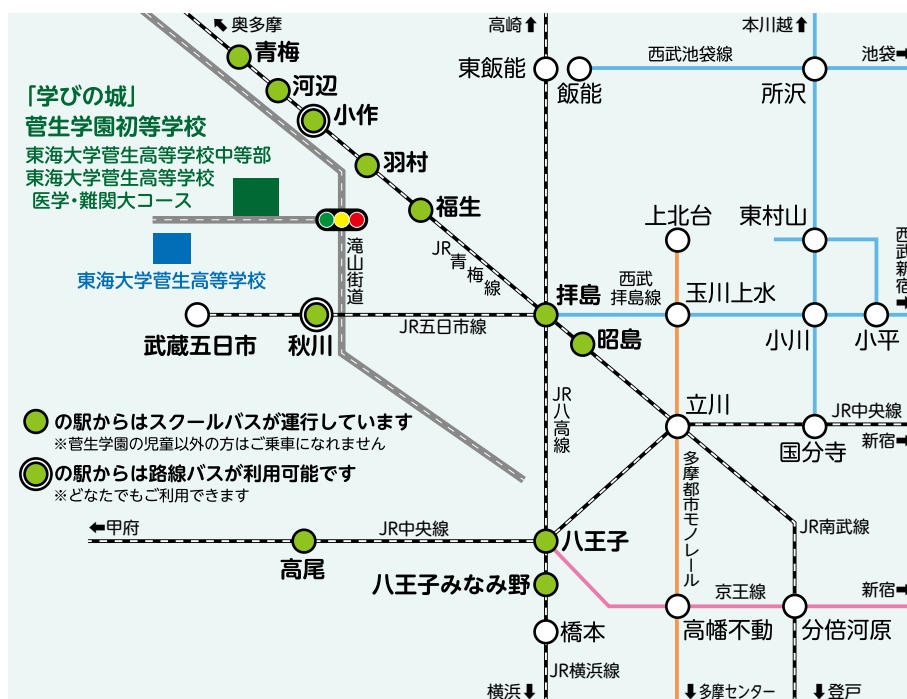 奥多摩
青梅
河辺
小作
羽村
福生
JR青梅線
「学びの城」
菅生学園初等学校
東海大学菅生高等学校中等部
東海大学菅生高等学校
医学・難関大コース
東海大学菅生高等学校
滝山街道
高崎
東飯能
飯能
西武池袋線
本川越
池袋
所沢
上北台
東村山
西武新宿
西武
拝島線
玉川上水
拝島
昭島
小川
小平
武蔵五日市
秋川
JR五日市線
JR八高線
立川
JR中央線
新宿
国分寺
の駅からはスクールバスが運行しています
※菅生学園の児童以外の方はご乗車になれません
の駅からは路線バスが利用可能です
※どなたでもご利用できます
多摩都市モノレール
JR南武線
甲府
JR中央線
高尾
八王子
八王子みなみ野
京王線
新宿
橋本
高幡不動
分倍河原
JR横浜線
横浜
多摩センター
登戸